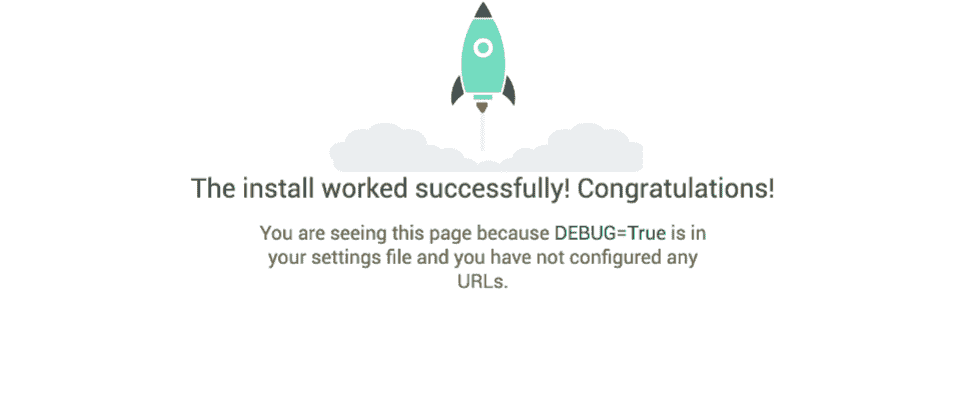 The install worked successfully! Congratulations!
You are seeing this page because DEBUG=True is in
your settings file and you have not configured any
URLs.